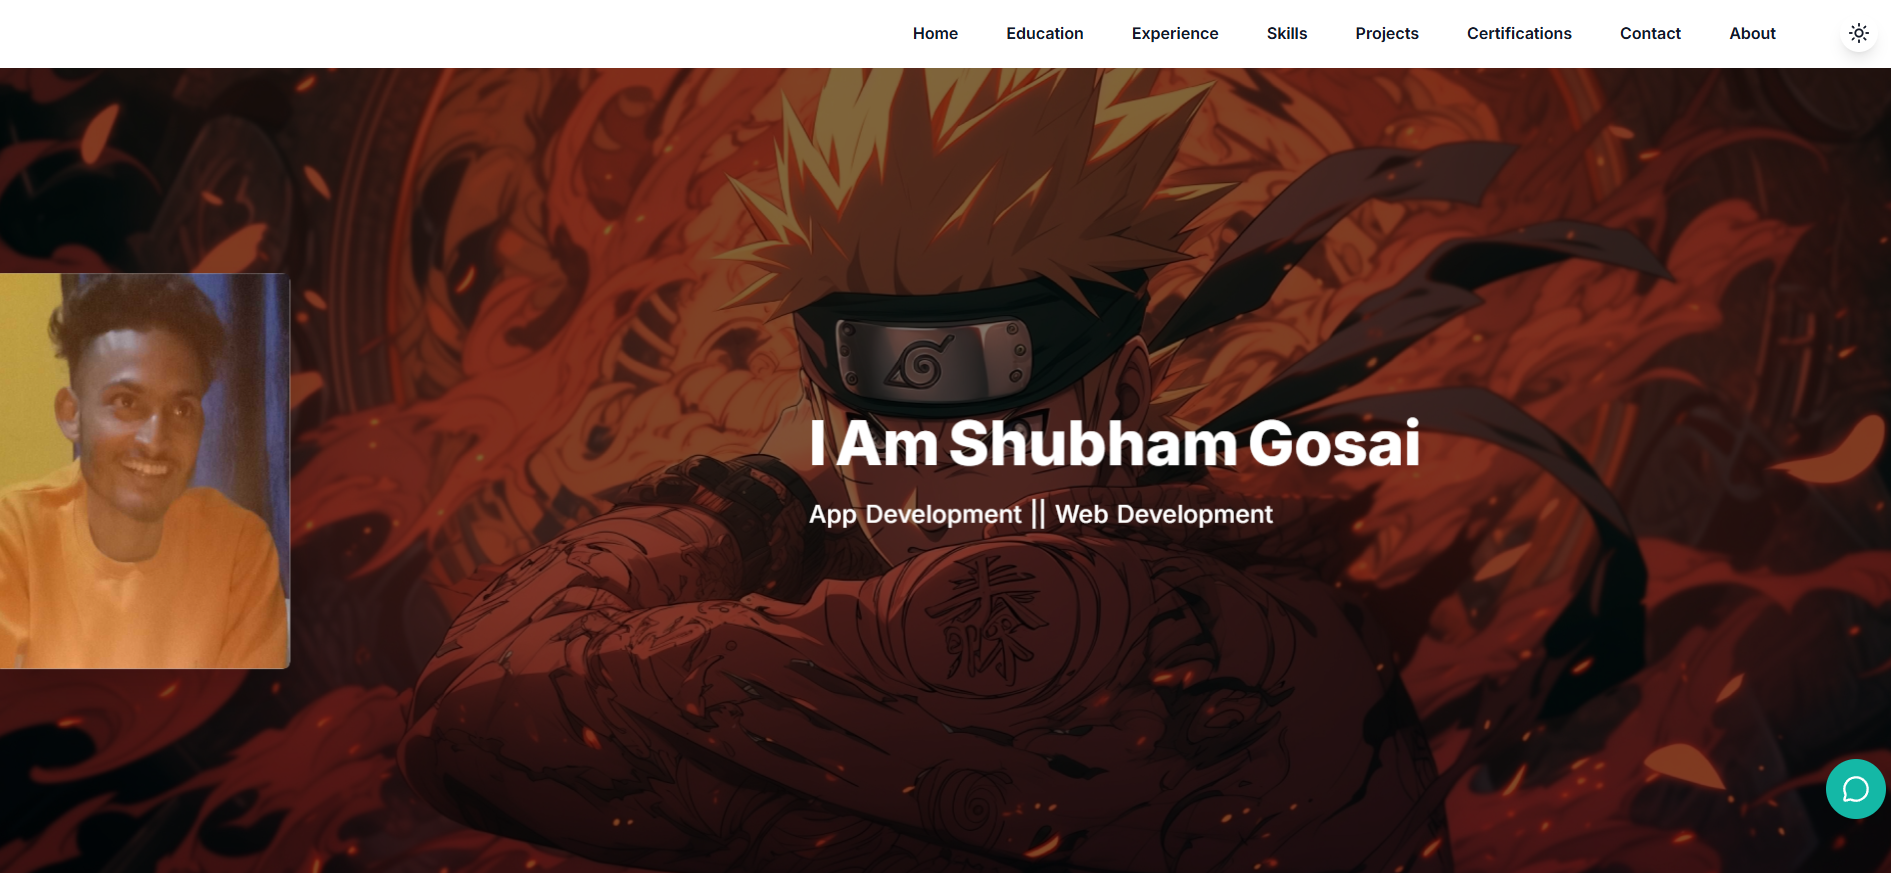 Home Education Experience Skills Projects Certifications Contact About
I Am Shubham Gosai
App Development || Web Development